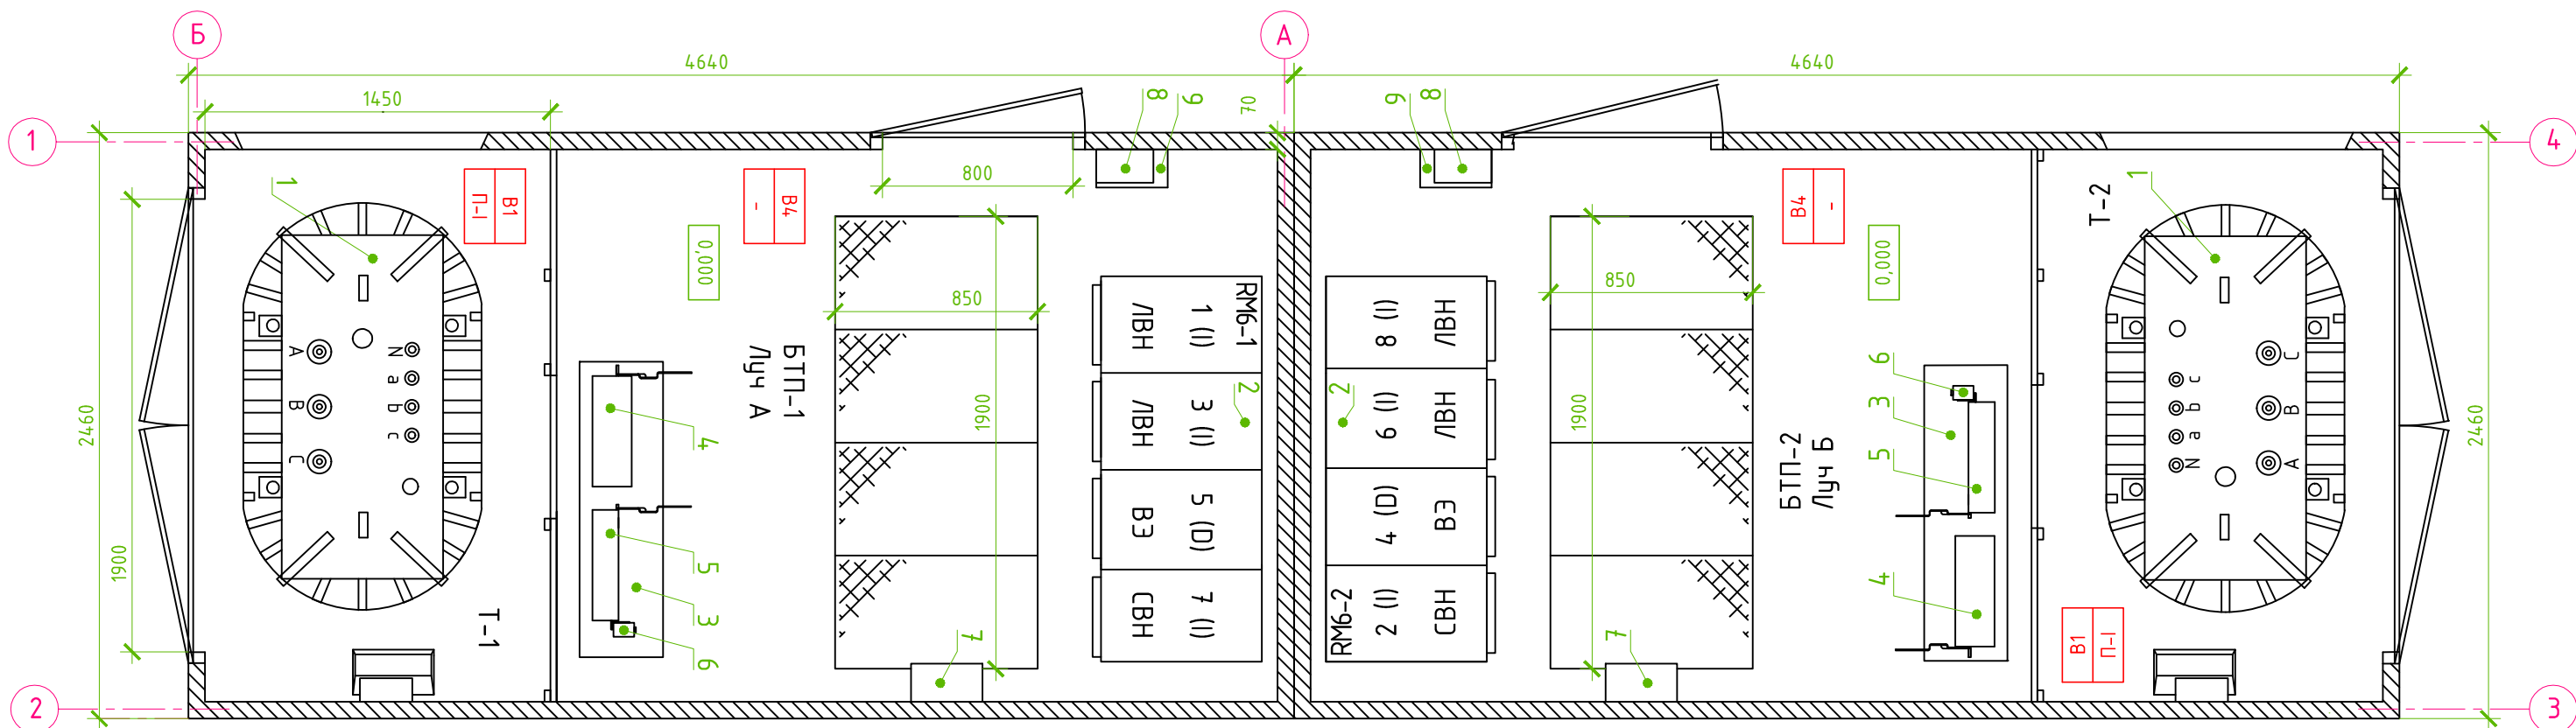 Б
А
4640
4640
1450
8
9
70
9
8
1
4
1
В1
П-I
800
В4
-
0,000
В4
-
0,000
Т-2
1
850
850
RM6-1
1 (I)
ЛВН
3 (I)
ЛВН
5 (D)
ВЭ
7 (I)
СВН
2
2
8 (I)
ЛВН
6 (I)
ЛВН
4 (D)
ВЭ
2 (I)
СВН
RM6-2
1900
1900
A
B
C
N
a
b
c
БТП-1
Луч А
4
5
3
6
6
3
5
4
БТП-2
Луч Б
c
b
a
N
C
B
A
2460
1900
2460
Т-1
7
7
В1
П-I
2
3